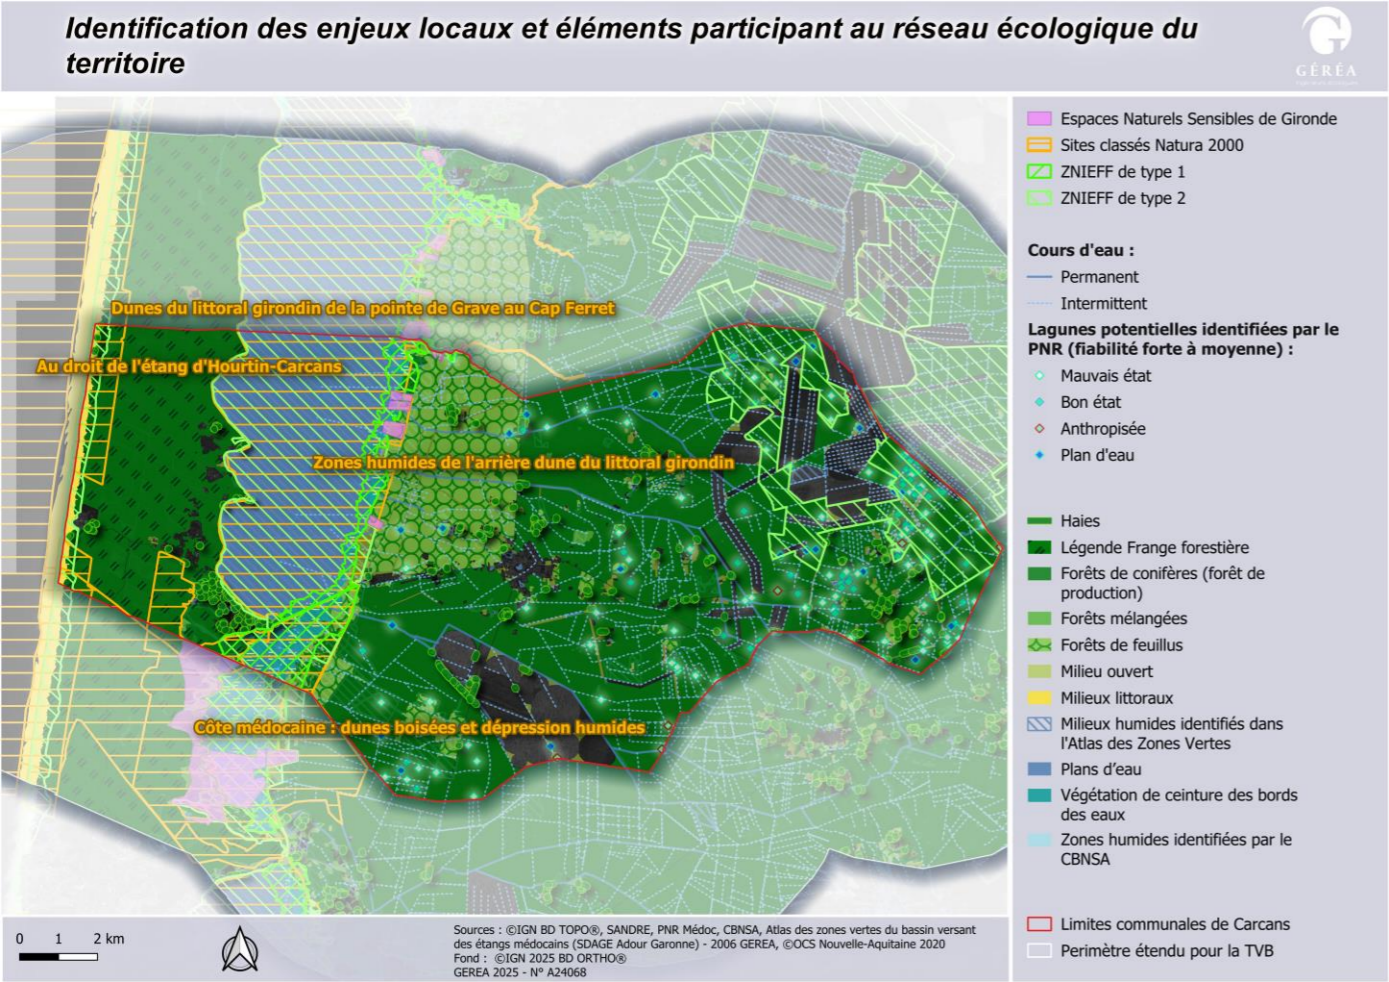 Identification des enjeux locaux et éléments participant au réseau écologique du
territoire
GÉRÉA
Dunes du littoral girondin de la pointe de Grave au Cap Ferret
Au droit de l'étang d'Hourtin-Carcans
Zones humides de l'arrière dune du littoral girondin
Côte médocaine : dunes boisées et dépression humides
Espaces Naturels Sensibles de Gironde
Sites classés Natura 2000
ZNIEFF de type 1
ZNIEFF de type 2
Cours d'eau :
Permanent
Intermittent
Lagunes potentielles identifiées par le
PNR (fiabilité forte à moyenne) :
Mauvais état
Bon état
Anthropisée
Plan d'eau
Haies
Légende Frange forestière
Forêts de conifères (forêt de
production)
Forêts mélangées
Forêts de feuillus
Milieu ouvert
Milieux littoraux
Milieux humides identifiés dans
l'Atlas des Zones Vertes
Plans d’eau
Végétation de ceinture des bords
des eaux
Zones humides identifiées par le
CBNSA
Limites communales de Carcans
Perimètre étendu pour la TVB
0 1 2 km
Sources : ©IGN BD TOPO®, SANDRE, PNR Médoc, CBNSA, Atlas des zones vertes du bassin versant
des étangs médocains (SDAGE Adour Garonne) - 2006 GEREA, ©OCS Nouvelle-Aquitaine 2020
Fond : ©IGN 2025 BD ORTHO®
GEREA 2025 - N° A24068